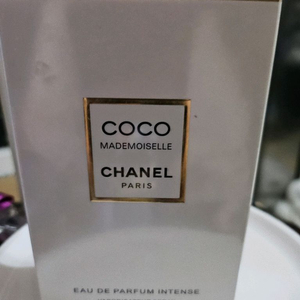 COCO
MADEMOISELLE
CHANEL
PARIS
EAU DE PARFUM INTENSE